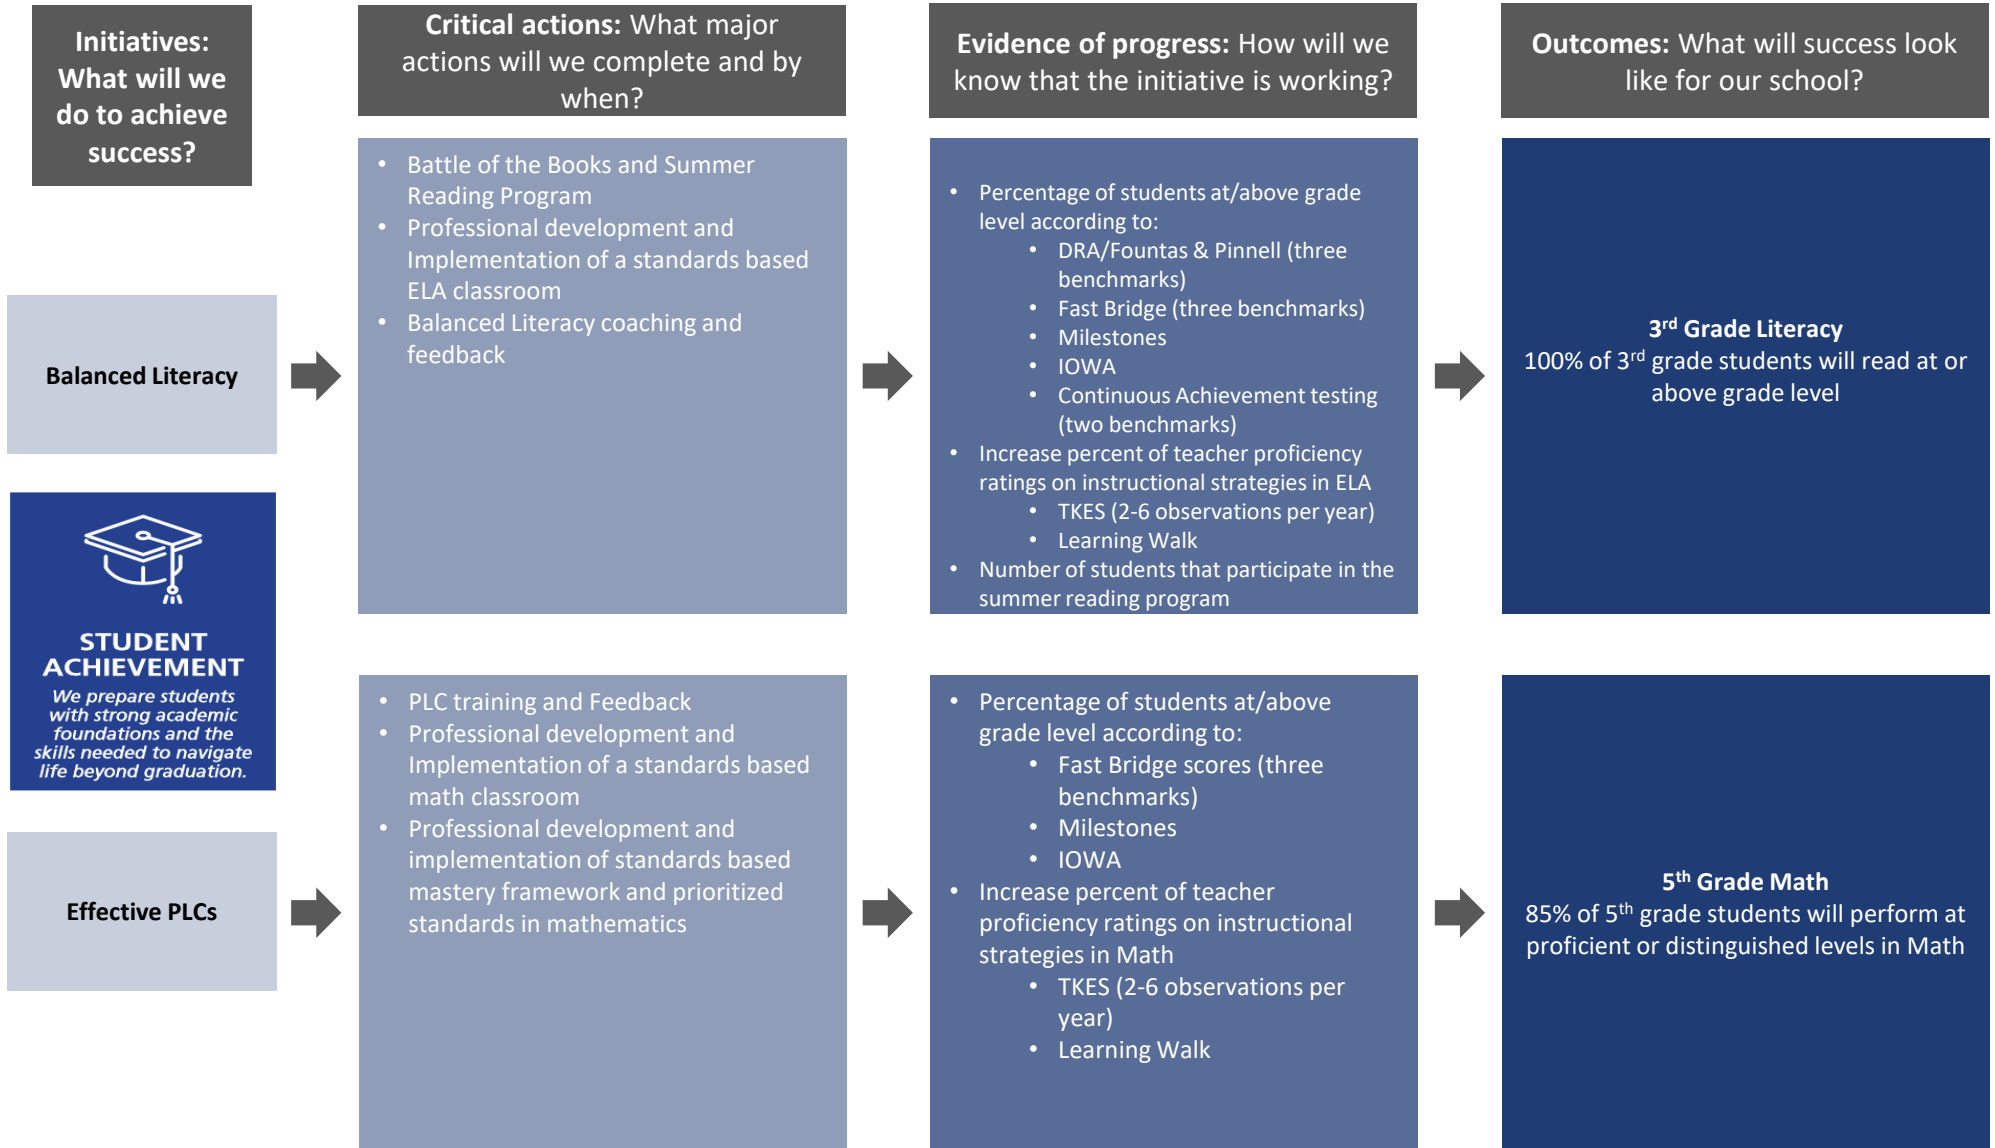 Initiatives:
What will we
do to achieve
success?
Critical actions: What major
actions will we complete and by
when?
Evidence of progress: How will we
know that the initiative is working?
Outcomes: What will success look
like for our school?
Balanced Literacy
• Battle of the Books and Summer
Reading Program
• Professional development and
Implementation of a standards based
ELA classroom
• Balanced Literacy coaching and
feedback
• Percentage of students at/above grade
level according to:
• DRA/Fountas & Pinnell (three
benchmarks)
• Fast Bridge (three benchmarks)
• Milestones
• IOWA
• Continuous Achievement testing
(two benchmarks)
• Increase percent of teacher proficiency
ratings on instructional strategies in ELA
• TKES (2-6 observations per year)
• Learning Walk
• Number of students that participate in the
summer reading program
3rd Grade Literacy
100% of 3rd grade students will read at or
above grade level
STUDENT
ACHIEVEMENT
We prepare students
with strong academic
foundations and the
skills needed to navigate
life beyond graduation.
Effective PLCs
• PLC training and Feedback
• Professional development and
Implementation of a standards based
math classroom
• Professional development and
implementation of standards based
mastery framework and prioritized
standards in mathematics
• Percentage of students at/above
grade level according to:
• Fast Bridge scores (three
benchmarks)
• Milestones
• IOWA
• Increase percent of teacher
proficiency ratings on instructional
strategies in Math
• TKES (2-6 observations per
year)
• Learning Walk
5th Grade Math
85% of 5th grade students will perform at
proficient or distinguished levels in Math